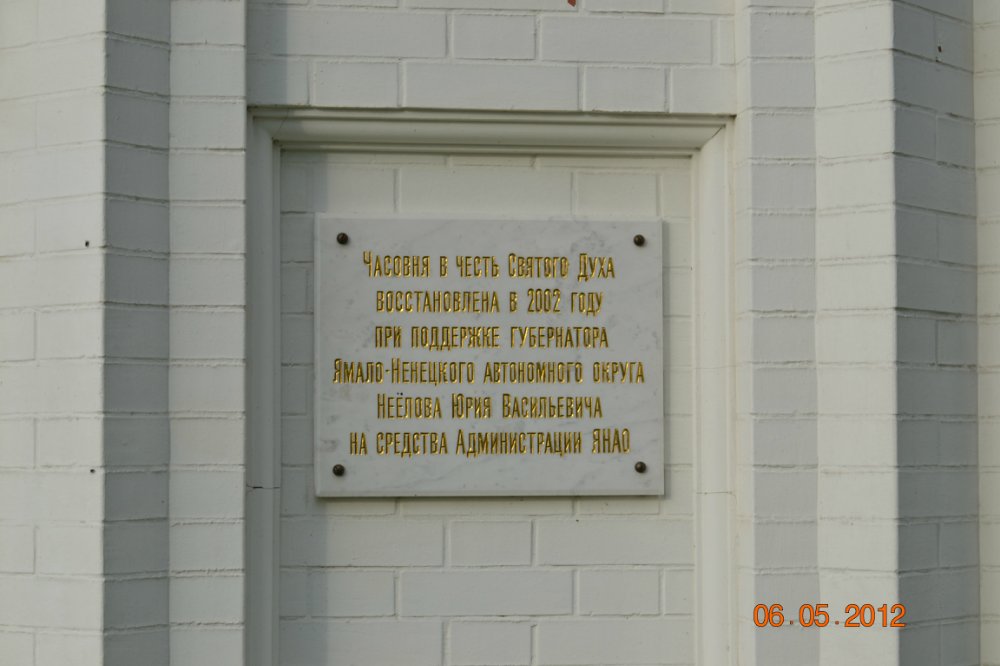 Часовня в честь Святого Духа
восстановлена в 2002 году
при поддержке губернатора
Ямало-Ненецкого автономного округа
Неёлова Юрия Васильевича
на средства Администрации ЯНАО
06.05.2012